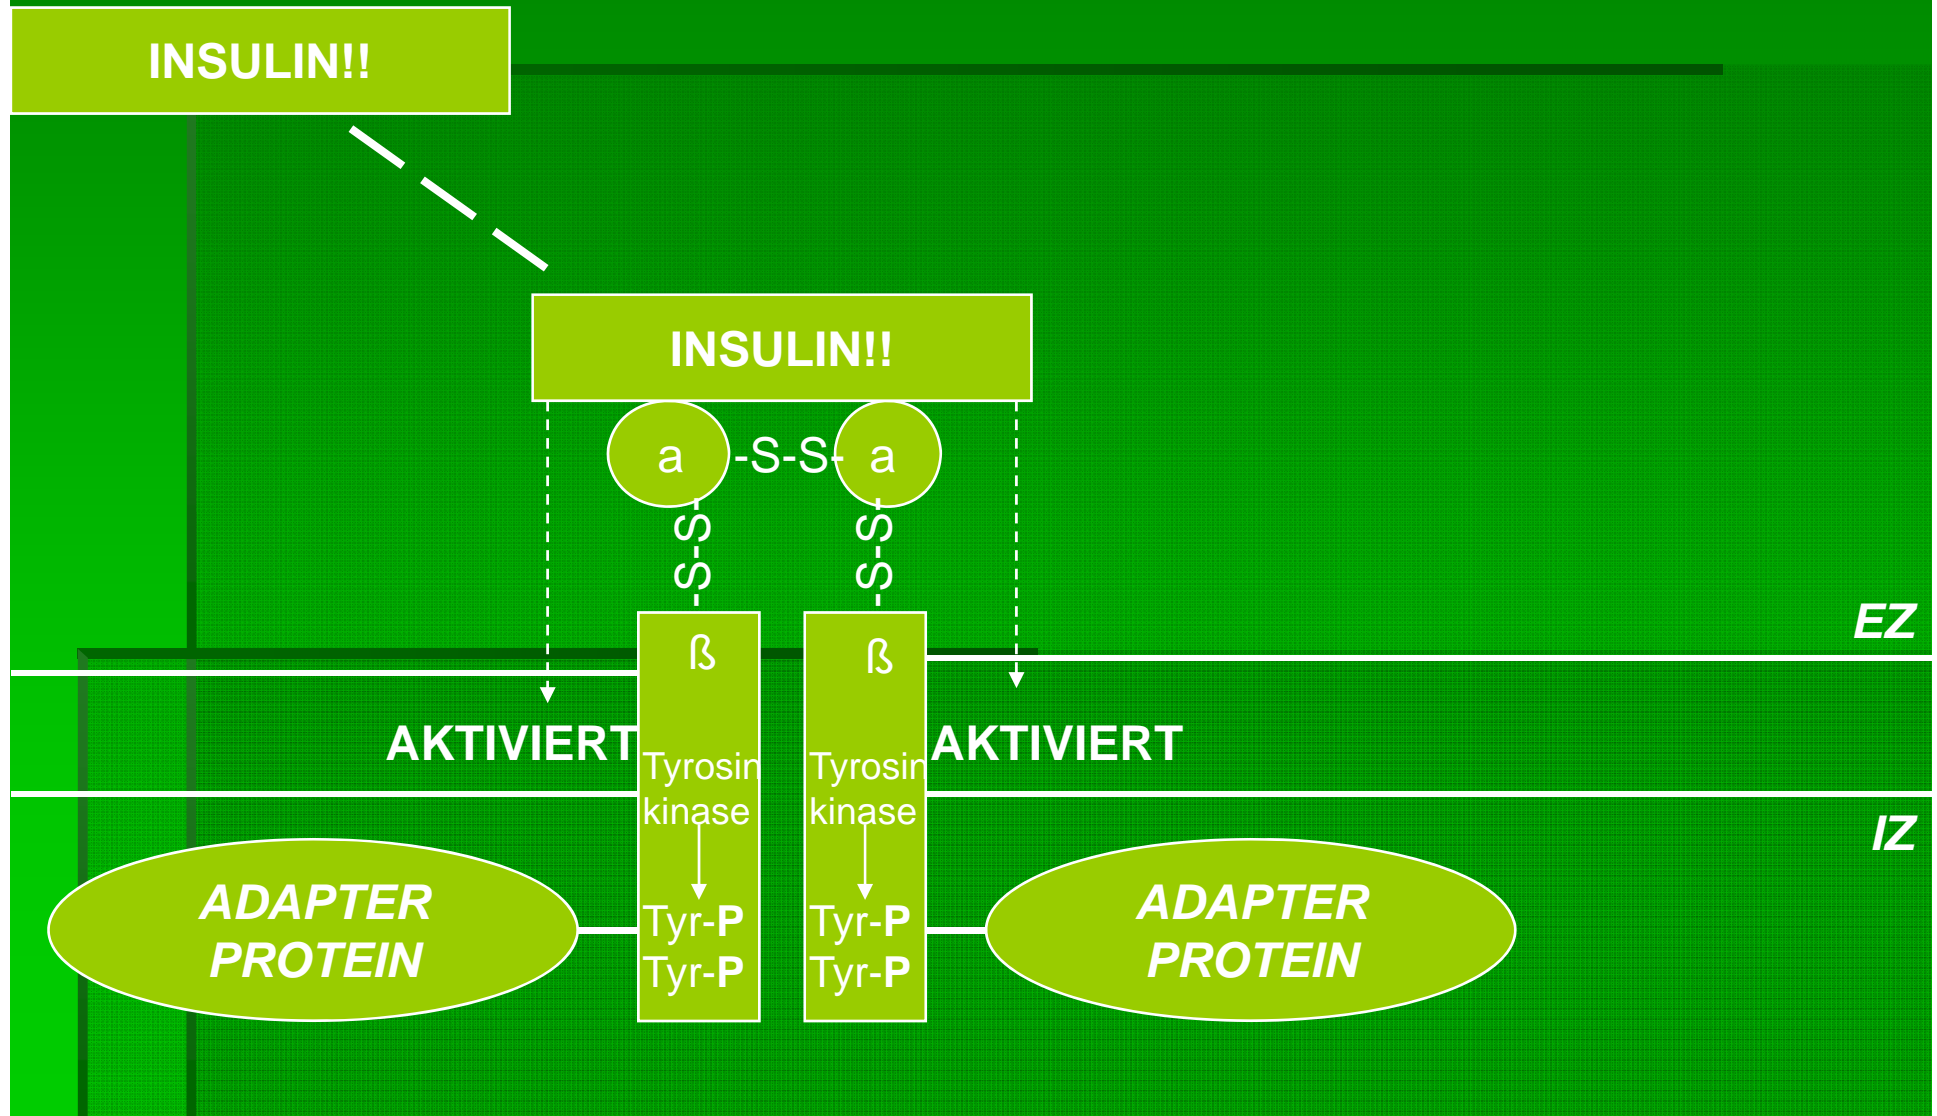 INSULIN!!
INSULIN!!
a -S-S- a
-S-S- -S-S-
EZ
ß ß
AKTIVIERT AKTIVIERT
Tyrosin Tyrosin
kinase kinase
IZ
ADAPTER Tyr-P Tyr-P ADAPTER
PROTEIN Tyr-P Tyr-P PROTEIN